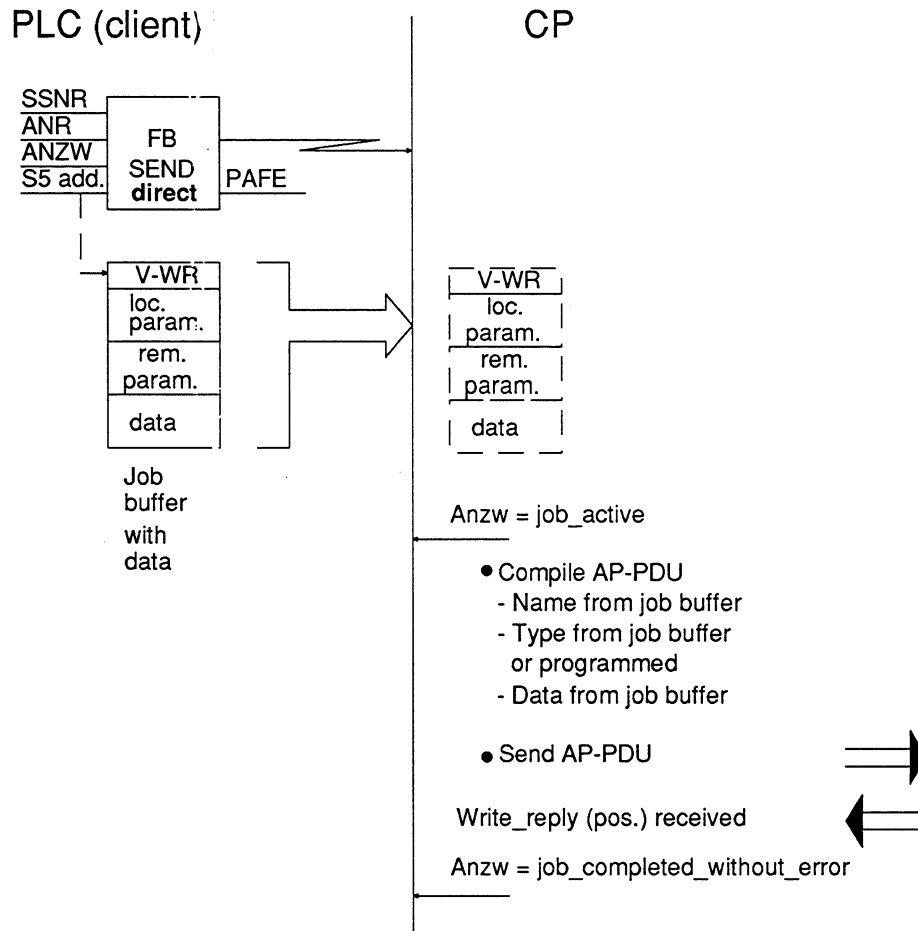 PLC (client)
CP
SSNR
ANR
ANZW
S5 add.
FB
SEND
direct
PAFE
V-WR
loc.
param.
rem.
param.
data
Job
buffer
with
data
V-WR
loc.
param.
rem.
param.
data
Anzw = job_active
• Compile AP-PDU
- Name from job buffer
- Type from job buffer
or programmed
- Data from job buffer
• Send AP-PDU
Write_reply (pos.) received
Anzw = job_completed_without_error